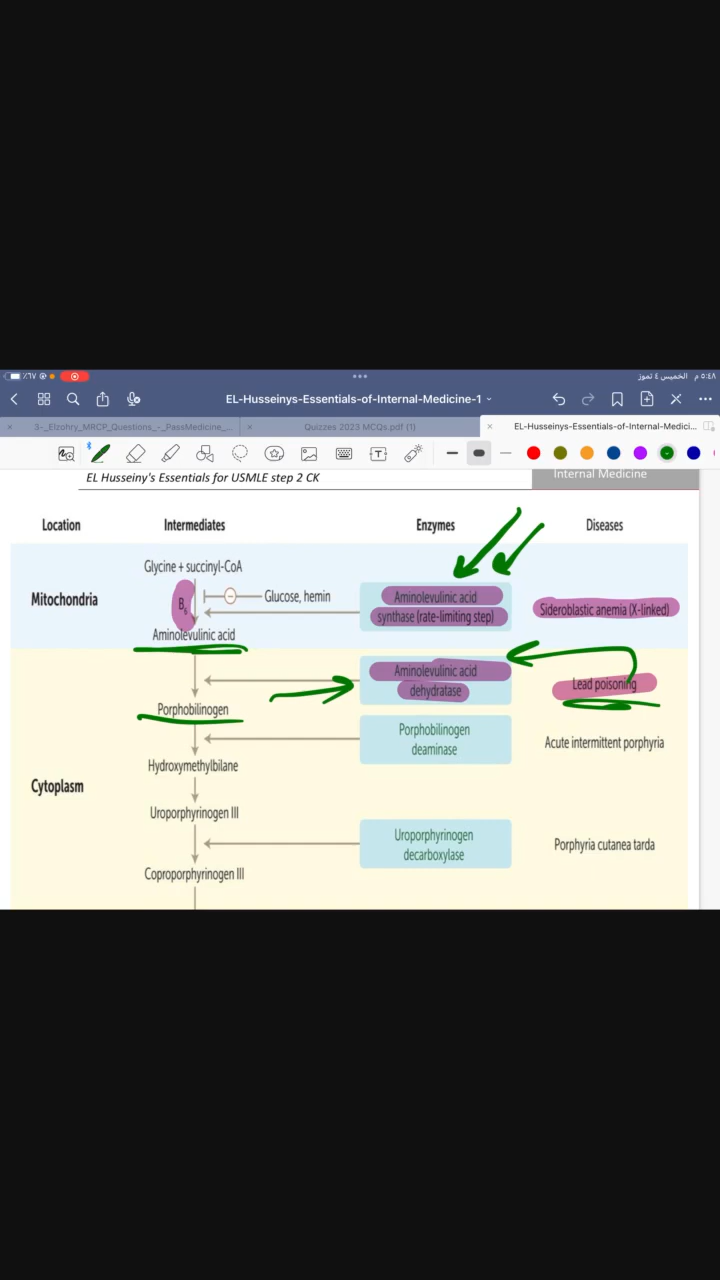 ٪٦٧
٥:٤٨ م الخميس ٤ تموز
EL-Husseinys-Essentials-of-Internal-Medicine-1
3-_Elzohry_MRCP_Questions_-_PassMedicine_...
Quizzes 2023 MCQs.pdf (1)
EL-Husseinys-Essentials-of-Internal-Medici...
EL Husseiny's Essentials for USMLE step 2 CK
Internal Medicine
Location Intermediates Enzymes Diseases
Glycine + succinyl-CoA
Mitochondria
B6
Glucose, hemin
Aminolevulinic acid
synthase (rate-limiting step)
Sideroblastic anemia (X-linked)
Aminolevulinic acid
Aminolevulinic acid
dehydratase
Lead poisoning
Porphobilinogen
Porphobilinogen
deaminase
Acute intermittent porphyria
Hydroxymethylbilane
Cytoplasm
Uroporphyrinogen III
Uroporphyrinogen
decarboxylase
Porphyria cutanea tarda
Coproporphyrinogen III